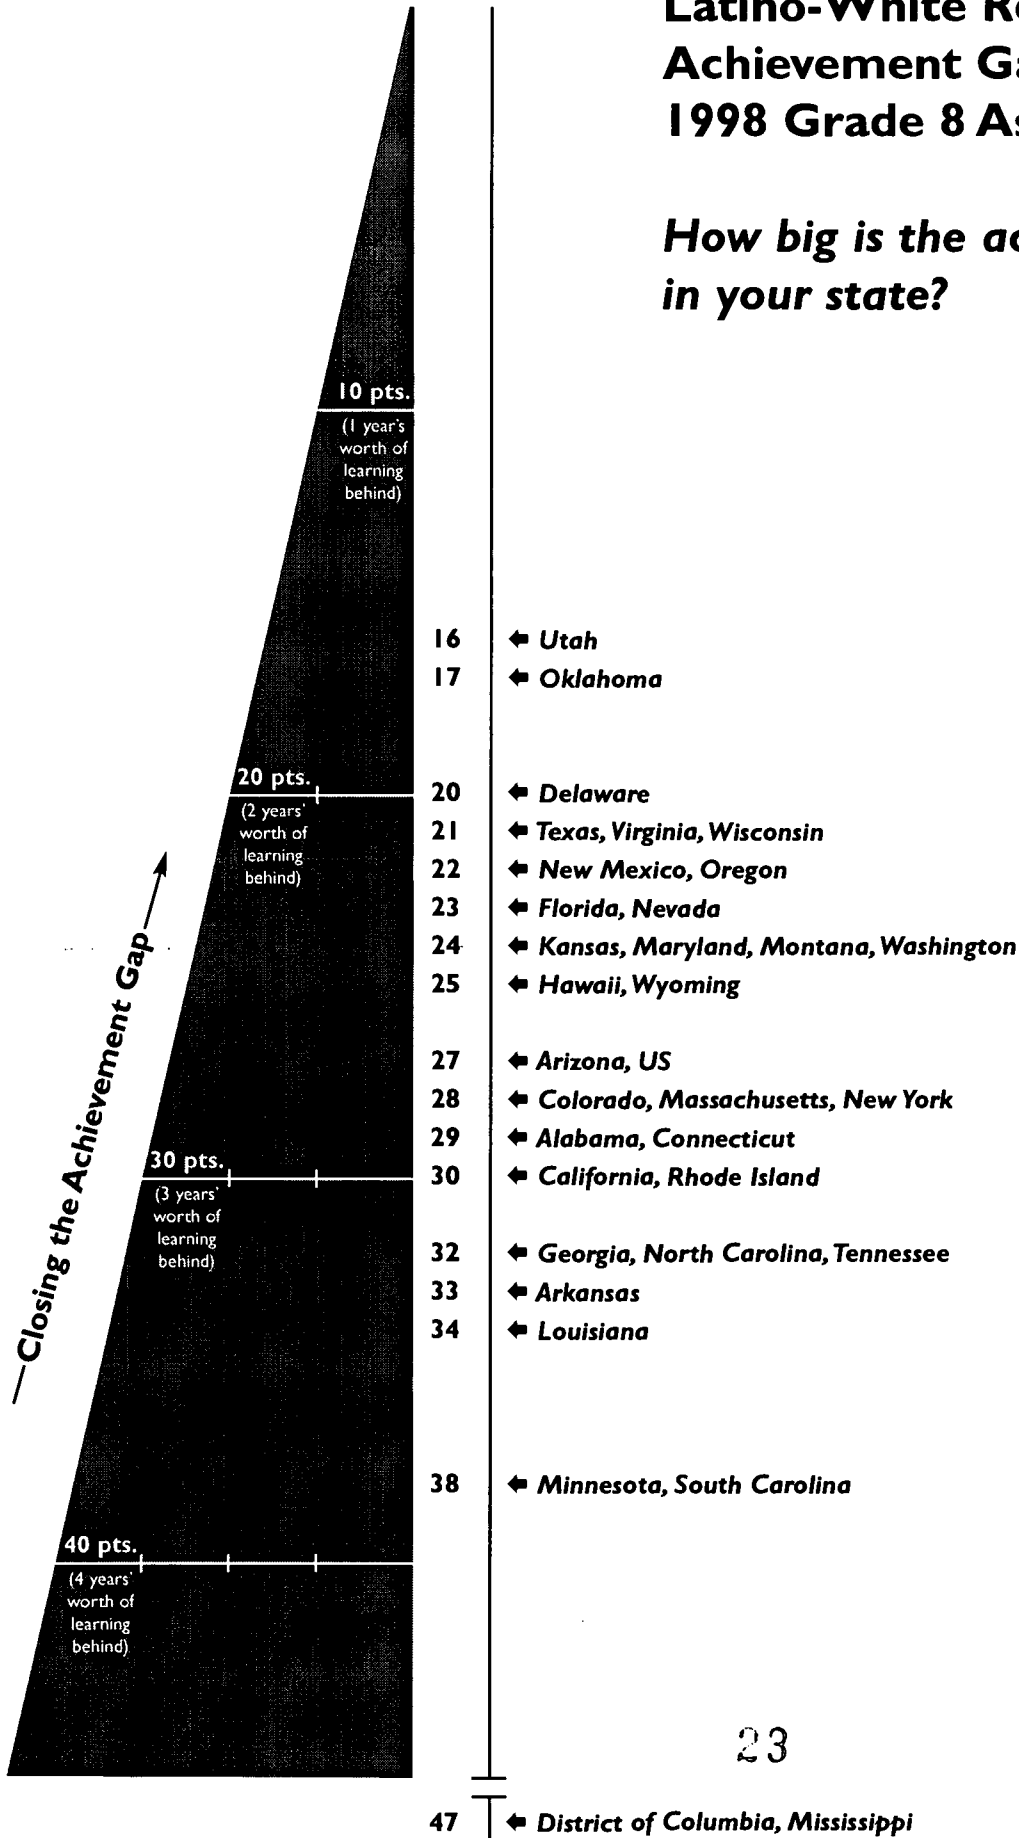 Latino-White
Achievement
1998 Grade 8
How big is the
in your state?
10 pts.
(1 year's
worth of
learning
behind)
16 Utah
17 Oklahoma
20 pts.
(2 years'
worth of
learning
behind)
20 Delaware
21 Texas, Virginia, Wisconsin
22 New Mexico, Oregon
23 Florida, Nevada
24 Kansas, Maryland, Montana, Washington
25 Hawaii, Wyoming
27 Arizona, US
28 Colorado, Massachusetts, New York
29 Alabama, Connecticut
30 California, Rhode Island
Closing the Achievement Gap
30 pts.
(3 years'
worth of
learning
behind)
32 Georgia, North Carolina, Tennessee
33 Arkansas
34 Louisiana
38 Minnesota, South Carolina
40 pts.
(4 years'
worth of
learning
behind)
23
47 District of Columbia, Mississippi